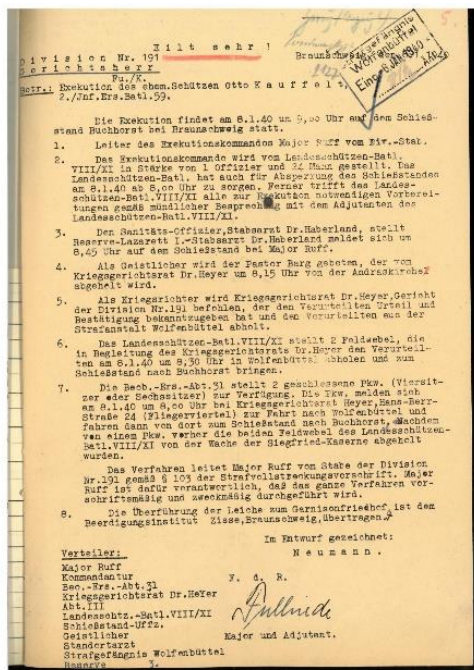 Eilt sehr!
Division Nr. 191
Gerichtsherr
Braunschweig
Strafgefängnis
Wolfenbüttel
Eing. 6. JAN. 1940
Fu./K.
Betr.: Exekution des ehem.Schützen Otto Kauffelt,
2./Jnf.Ers.Batl.59.
Die Exekution findet am 8.1.40 um 9,oo Uhr auf dem Schieß-
stand Buchhorst bei Braunschweig statt.
1. Leiter des Exekutionskommandos Major Ruff vom Div.-Stab.
2. Das Exekutionskommando wird vom Landesschützen-Batl.
VIII/XI in Stärke von 1 Offizier und 24 Mann gestellt. Das
Landesschützen-Batl. hat auch für Absperrung des Schießstandes
am 8.1.40 ab 8,oo Uhr zu sorgen. Ferner trifft das Landes-
schützen-Batl.VIII/XI alle zur Exekution notwendigen Vorberei-
tungen gemäß mündlicher Besprechung mit dem Adjutanten des
Landesschützen-Batl.VIII/XI.
3. Den Sanitäts-Offizier,Stabsarzt Dr.Haberland, stellt
Reserve-Lazarett I.-Stabsarzt Dr.Haberland meldet sich um
8,45 Uhr auf dem Schießstand bei Major Ruff.
4. Als Geistlicher wird der Pastor Barg gebeten, der vom
Kriegsgerichtsrat Dr.Heyer um 8,15 Uhr von der Andraskirche
abgeholt wird.
5. Als Kriegsrichter wird Kriegsgerichtsrat Dr.Heyer,Gericht
der Division Nr.191 befohlen, der den Verurteilten Urteil und
Bestätigung bekanntzugeben hat und den Verurteilten aus der
Strafanstalt Wolfenbüttel abholt.
6. Das Landesschützen-Batl.VIII/XI stellt 2 Feldwebel, die
in Begleitung des Kriegsgerichtsrats Dr.Heyer den Verurteil-
ten am 8.1.40 um 8,30 Uhr in Wolfenbüttel abholen und zum
Schießstand nach Buchhorst bringen.
7. Die Beob.-Ers.-Abt.31 stellt 2 geschlossene Pkw. (Viersit-
zer oder Sechssitzer) zur Verfügung. Die Pkw. melden sich
am 8.1.40 um 8,oo Uhr bei Kriegsgerichtsrat Heyer,Hans-Berr-
Straße 24 (Fliegerviertel) zur Fahrt nach Wolfenbüttel und
fahren dann von dort zum Schießstand nach Buchhorst, Nachdem
von einem Pkw. vorher die beiden Feldwebel des Landesschützen-
Batl.VIII/XI von der Wache der Siegfried-Kaserne abgeholt
wurden.
Das Verfahren leitet Major Ruff vom Stabe der Division
Nr.191 gemäß § 103 der Strafvollstreckungsvorschrift. Major
Ruff ist dafür verantwortlich, daß das ganze Verfahren vor-
schriftsmäßig und zweckmäßig durchgeführt wird.
8. Die Überführung der Leiche zum Garnisonfriedhof ist dem
Beerdigungsinstitut Zisse,Braunschweig,übertragen.
Im Entwurf gezeichnet:
Neumann.
Verteiler:
Major Ruff
Kommandantur
Beo.-Ers.-Abt.31
Kriegsgerichtsrat Dr.Heyer
Abt.III
Landesschtz.-Batl.VIII/XI
Schießstand-Uffz.
Geistlicher
Standortarzt
Strafgefängnis Wolfenbüttel
Reserve 3.
F. d. R.
Fullriede
Major und Adjutant.